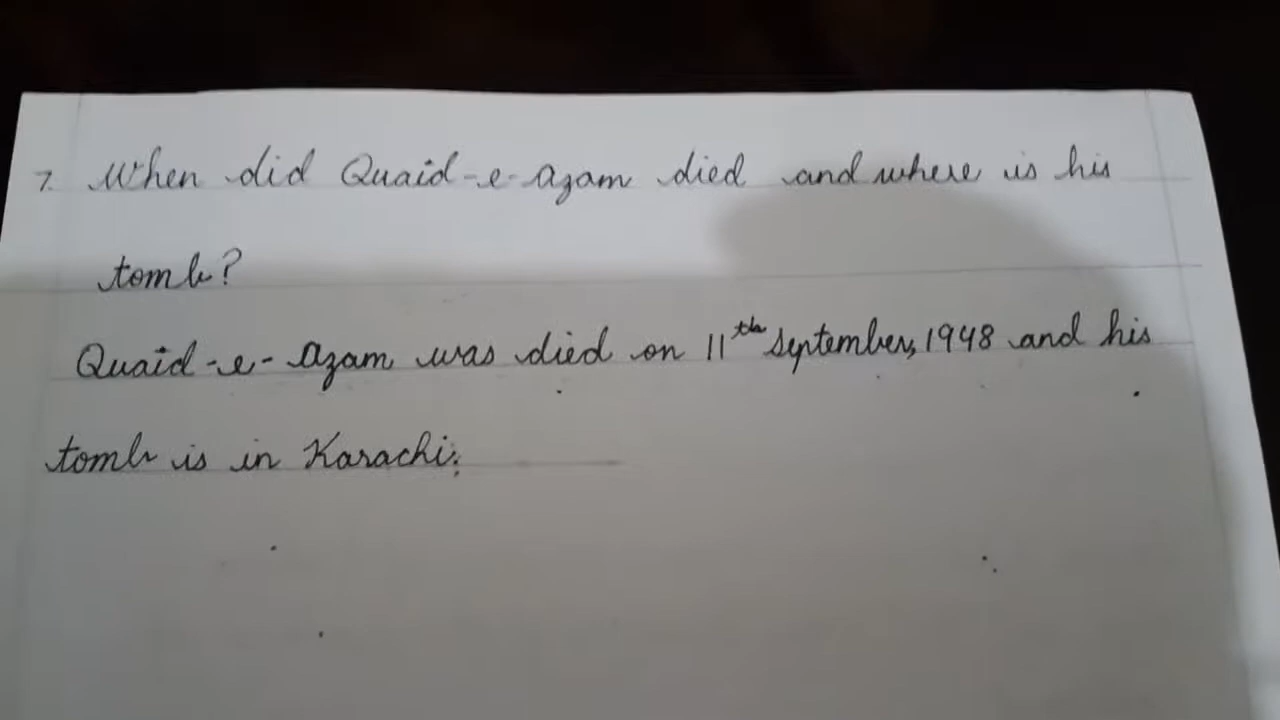 7. When did Quaid-e-Azam died and where is his
tomb?
Quaid-e-Azam was died on 11th September, 1948 and his
tomb is in Karachi.